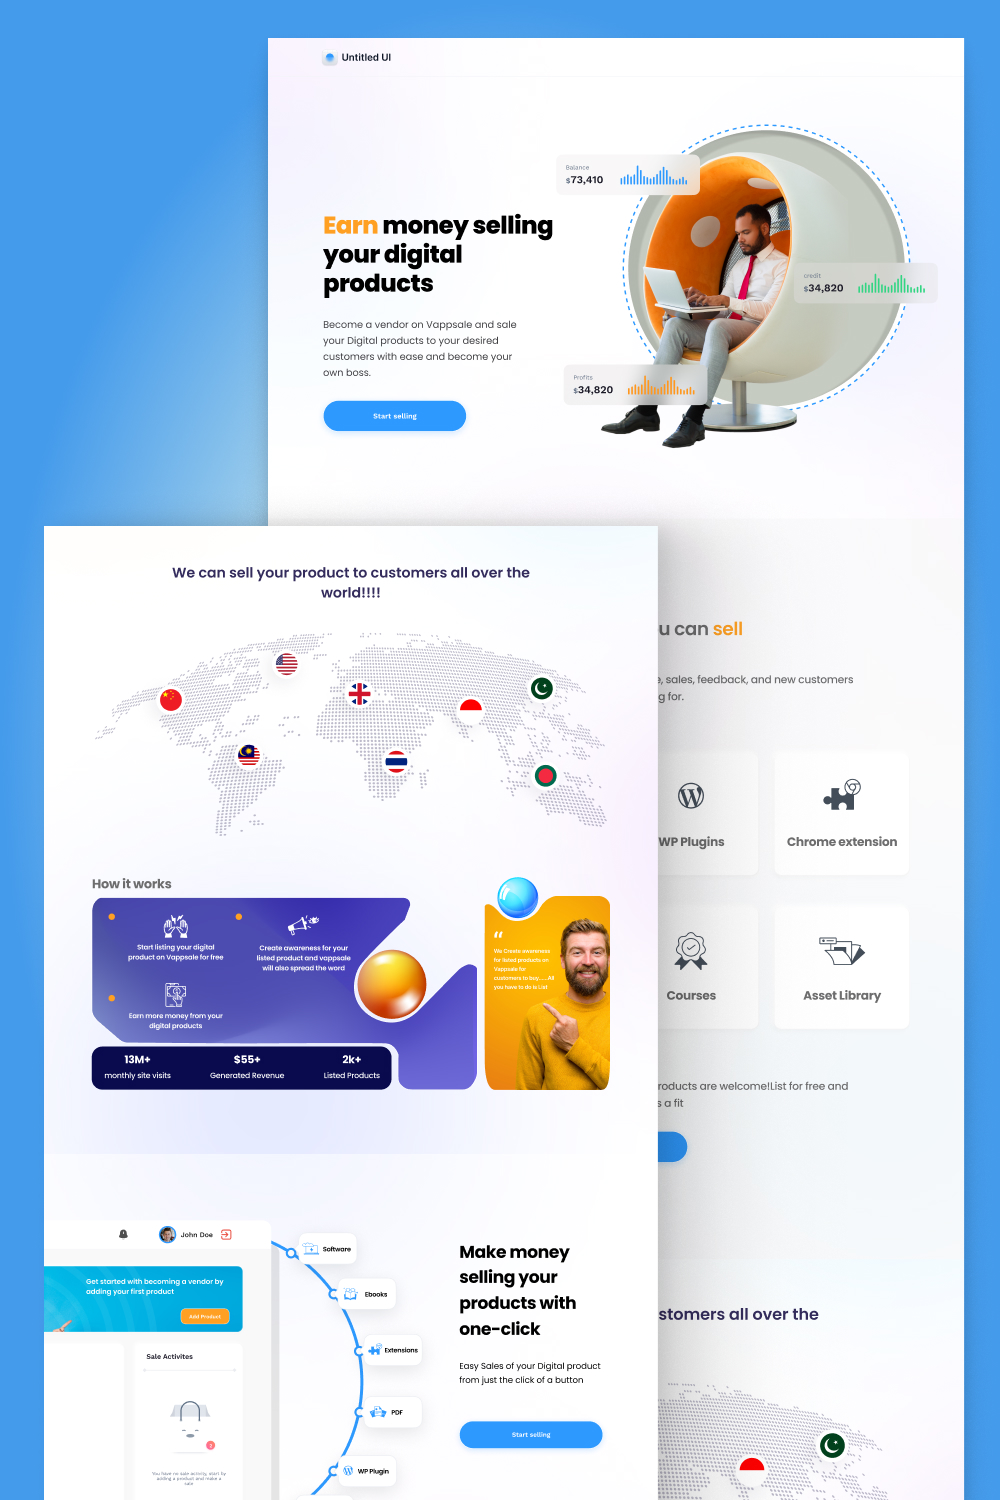 Untitled UI
Balance
$73,410
Earn money selling
your digital
products
credit
$34,820
Become a vendor on Vappsale and sale
your Digital products to your desired
customers with ease and become your
own boss.
Profits
$34,820
Start selling
We can sell your product to customers all over the
world!!!!
u can sell
e, sales, feedback, and new customers
g for.
WP Plugins
Chrome extension
Courses
Asset Library
roducts are welcome!List for free and
s a fit
How it works
Start listing your digital
product on Vappsale for free
Create awareness for your
listed product and vappsale
will also spread the word
Earn more money from your
digital products
13M+
monthly site visits
$55+
Generated Revenue
2k+
Listed Products
“
We Create awareness
for listed products on
Vappsale for
customers to buy......All
you have to do is List
John Doe
Get started with becoming a vendor by
adding your first product
Add Product
Sale Activites
You have no sale activity, start by
adding a product and make a
sale
Software
Ebooks
Extensions
PDF
WP Plugin
Make money
selling your
products with
one-click
Easy Sales of your Digital product
from just the click of a button
Start selling
stomers all over the